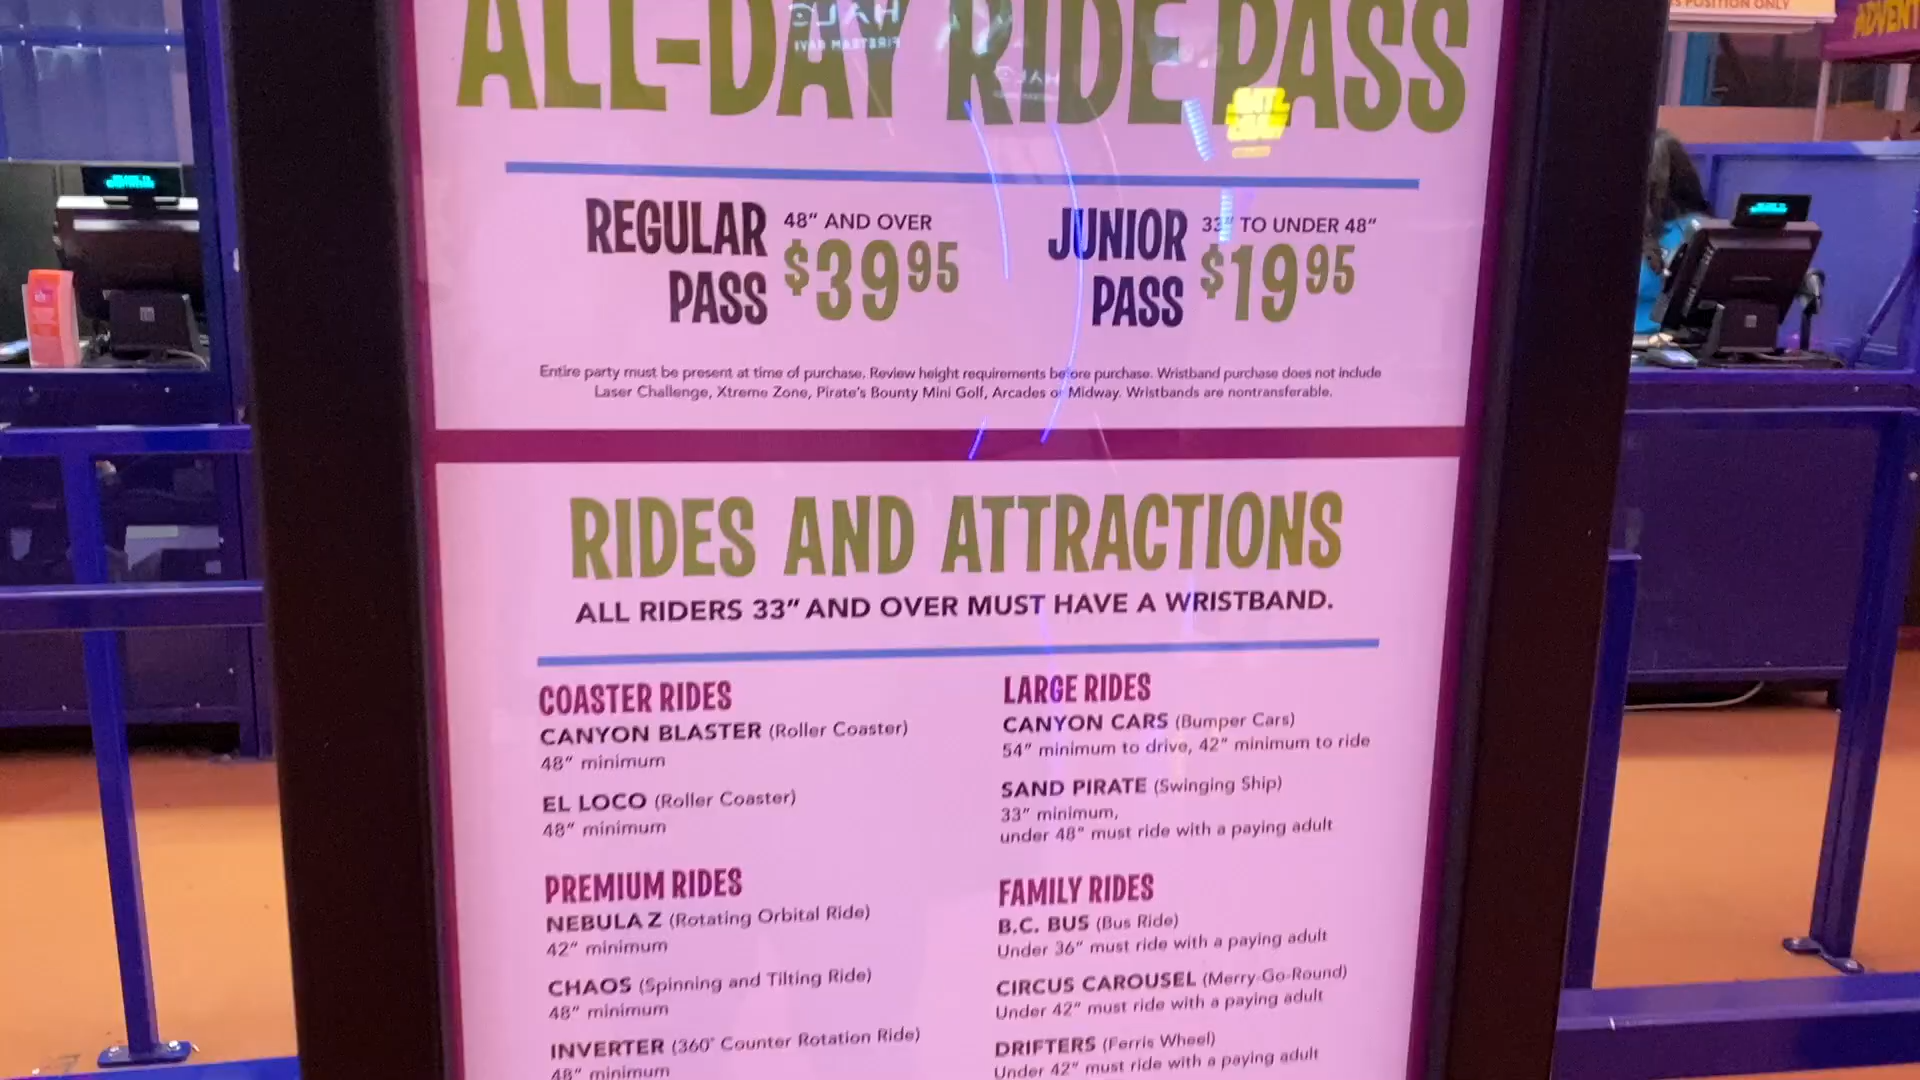 S POSITION ONLY
ADVENT
ALL-DAY RIDE PASS
REGULAR PASS
48" AND OVER
$39.95
JUNIOR PASS
33" TO UNDER 48"
$19.95
Entire party must be present at time of purchase. Review height requirements before purchase. Wristband purchase does not include
Laser Challenge, Xtreme Zone, Pirate's Bounty Mini Golf, Arcades or Midway. Wristbands are nontransferable.
RIDES AND ATTRACTIONS
ALL RIDERS 33" AND OVER MUST HAVE A WRISTBAND.
COASTER RIDES
CANYON BLASTER (Roller Coaster)
48" minimum
EL LOCO (Roller Coaster)
48" minimum
PREMIUM RIDES
NEBULAZ (Rotating Orbital Ride)
42" minimum
CHAOS (Spinning and Tilting Ride)
48" minimum
INVERTER (360° Counter Rotation Ride)
48" minimum
LARGE RIDES
CANYON CARS (Bumper Cars)
54" minimum to drive, 42" minimum to ride
SAND PIRATE (Swinging Ship)
33" minimum,
under 48" must ride with a paying adult
FAMILY RIDES
B.C. BUS (Bus Ride)
Under 36" must ride with a paying adult
CIRCUS CAROUSEL (Merry-Go-Round)
Under 42" must ride with a paying adult
DRIFTERS (Ferris Wheel)
Under 42" must ride with a paying adult